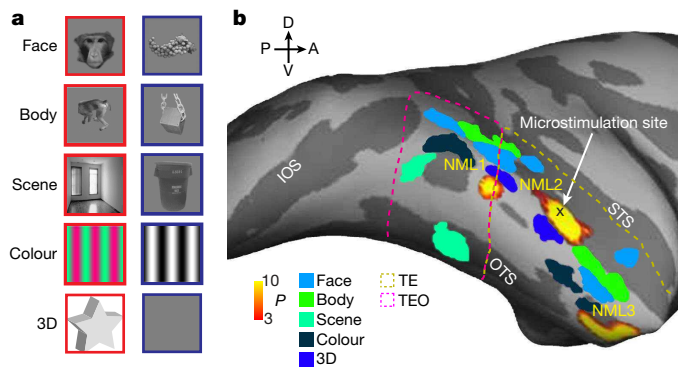 a
Face
Body
Scene
Colour
3D
b
D
P A
V
Microstimulation site
NML1
NML2
x
IOS
STS
OTS
NML3
10
P
3
Face
Body
Scene
Colour
3D
TE
TEO